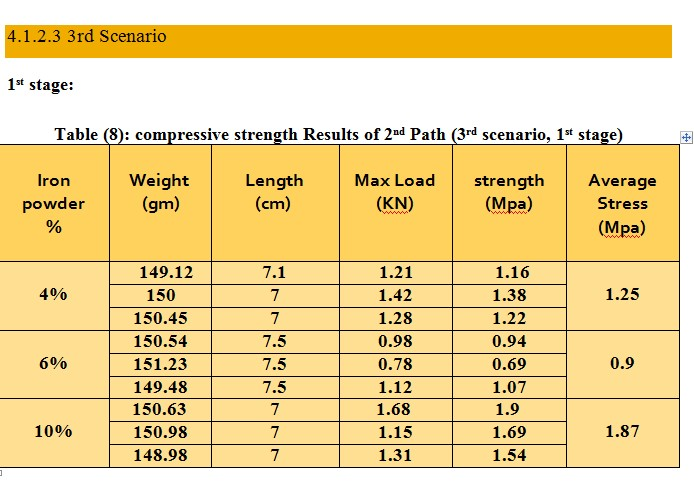 4.1.2.3 3rd Scenario
1st stage:
Table (8): compressive strength Results of 2nd Path (3rd scenario, 1st stage)
Iron powder % Weight (gm) Length (cm) Max Load (KN) strength (Mpa) Average Stress (Mpa)
4% 149.12 7.1 1.21 1.16 1.25
150 7 1.42 1.38
150.45 7 1.28 1.22
6% 150.54 7.5 0.98 0.94 0.9
151.23 7.5 0.78 0.69
149.48 7.5 1.12 1.07
10% 150.63 7 1.68 1.9 1.87
150.98 7 1.15 1.69
148.98 7 1.31 1.54